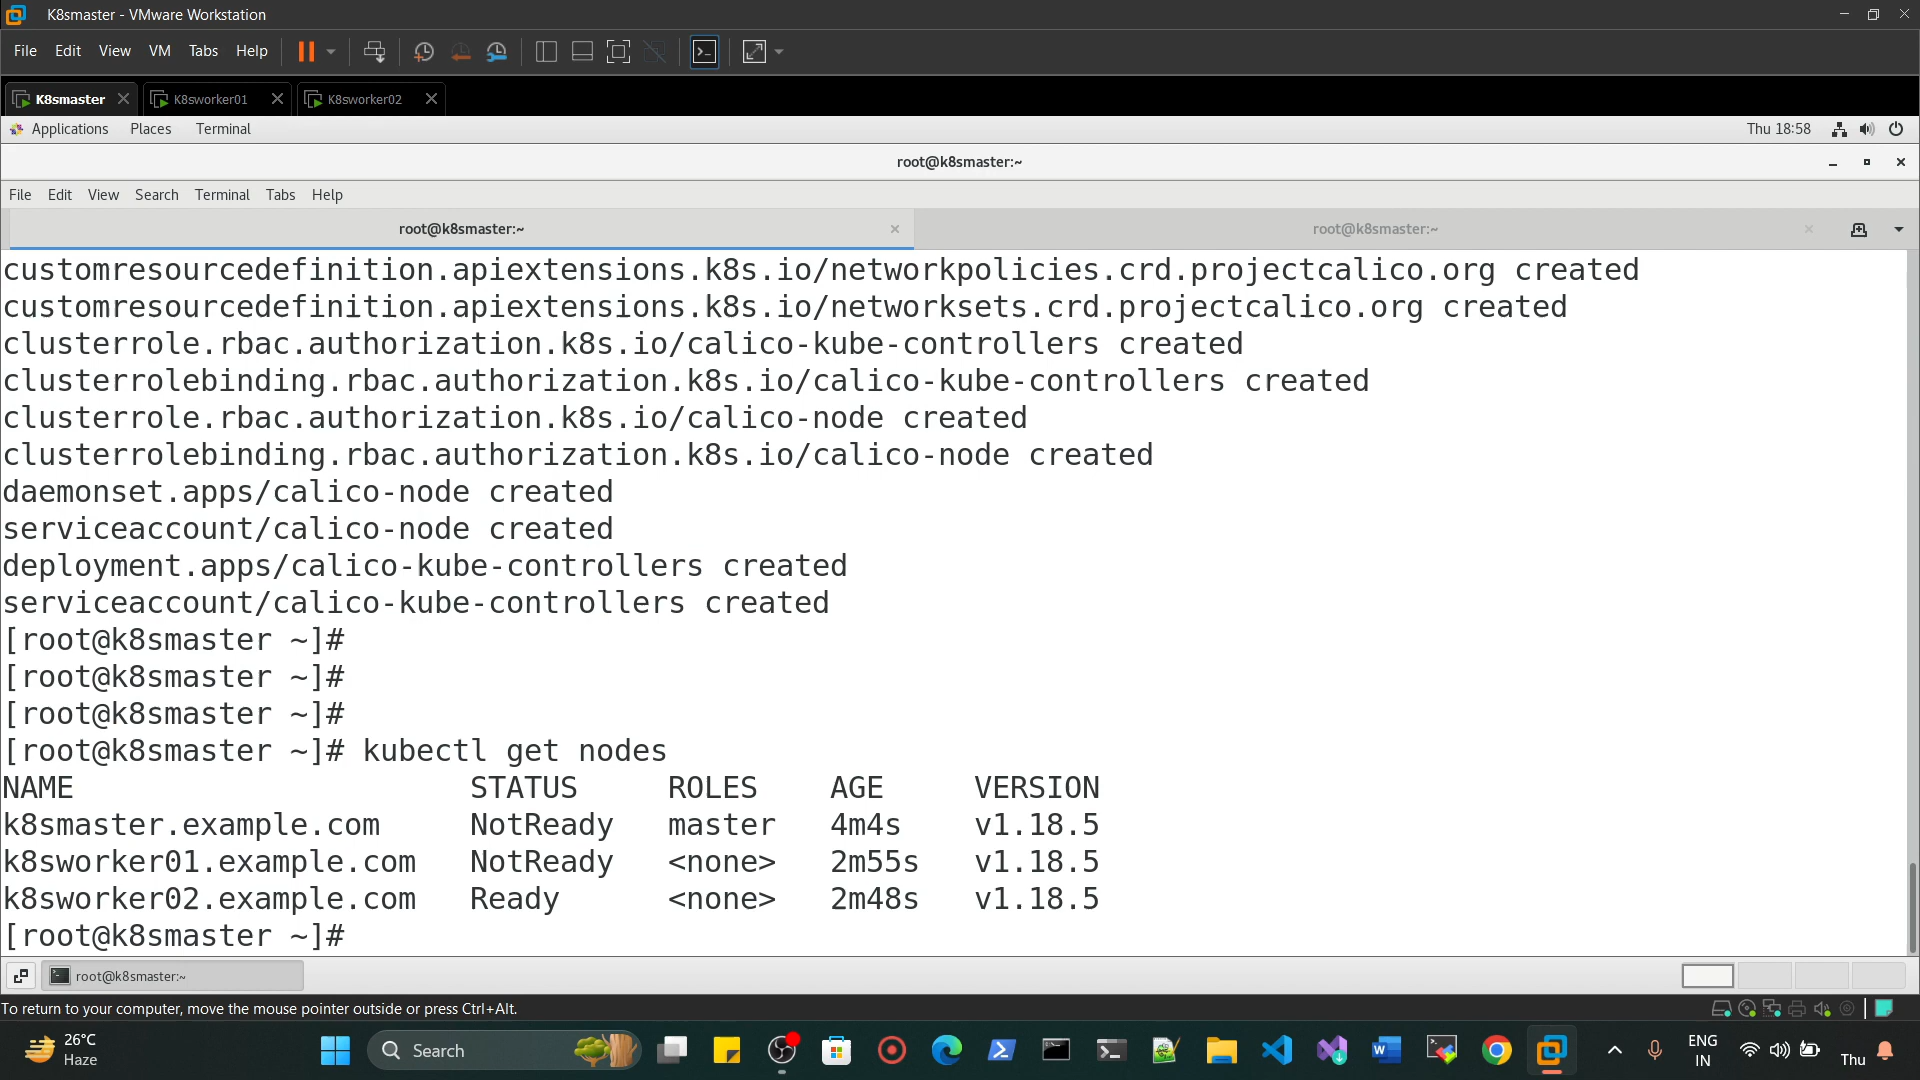 K8smaster - VMware Workstation
File Edit View VM Tabs Help
K8smaster K8sworker01 K8sworker02
Applications Places Terminal Thu 18:58
root@k8smaster:~
File Edit View Search Terminal Tabs Help
root@k8smaster:~ root@k8smaster:~
customresourcedefinition.apiextensions.k8s.io/networkpolicies.crd.projectcalico.org created
customresourcedefinition.apiextensions.k8s.io/networksets.crd.projectcalico.org created
clusterrole.rbac.authorization.k8s.io/calico-kube-controllers created
clusterrolebinding.rbac.authorization.k8s.io/calico-kube-controllers created
clusterrole.rbac.authorization.k8s.io/calico-node created
clusterrolebinding.rbac.authorization.k8s.io/calico-node created
daemonset.apps/calico-node created
serviceaccount/calico-node created
deployment.apps/calico-kube-controllers created
serviceaccount/calico-kube-controllers created
[root@k8smaster ~]#
[root@k8smaster ~]#
[root@k8smaster ~]#
[root@k8smaster ~]# kubectl get nodes
NAME STATUS ROLES AGE VERSION
k8smaster.example.com NotReady master 4m4s v1.18.5
k8sworker01.example.com NotReady <none> 2m55s v1.18.5
k8sworker02.example.com Ready <none> 2m48s v1.18.5
[root@k8smaster ~]#
root@k8smaster:~
To return to your computer, move the mouse pointer outside or press Ctrl+Alt.
26°C
Haze
Search
ENG
IN
Thu